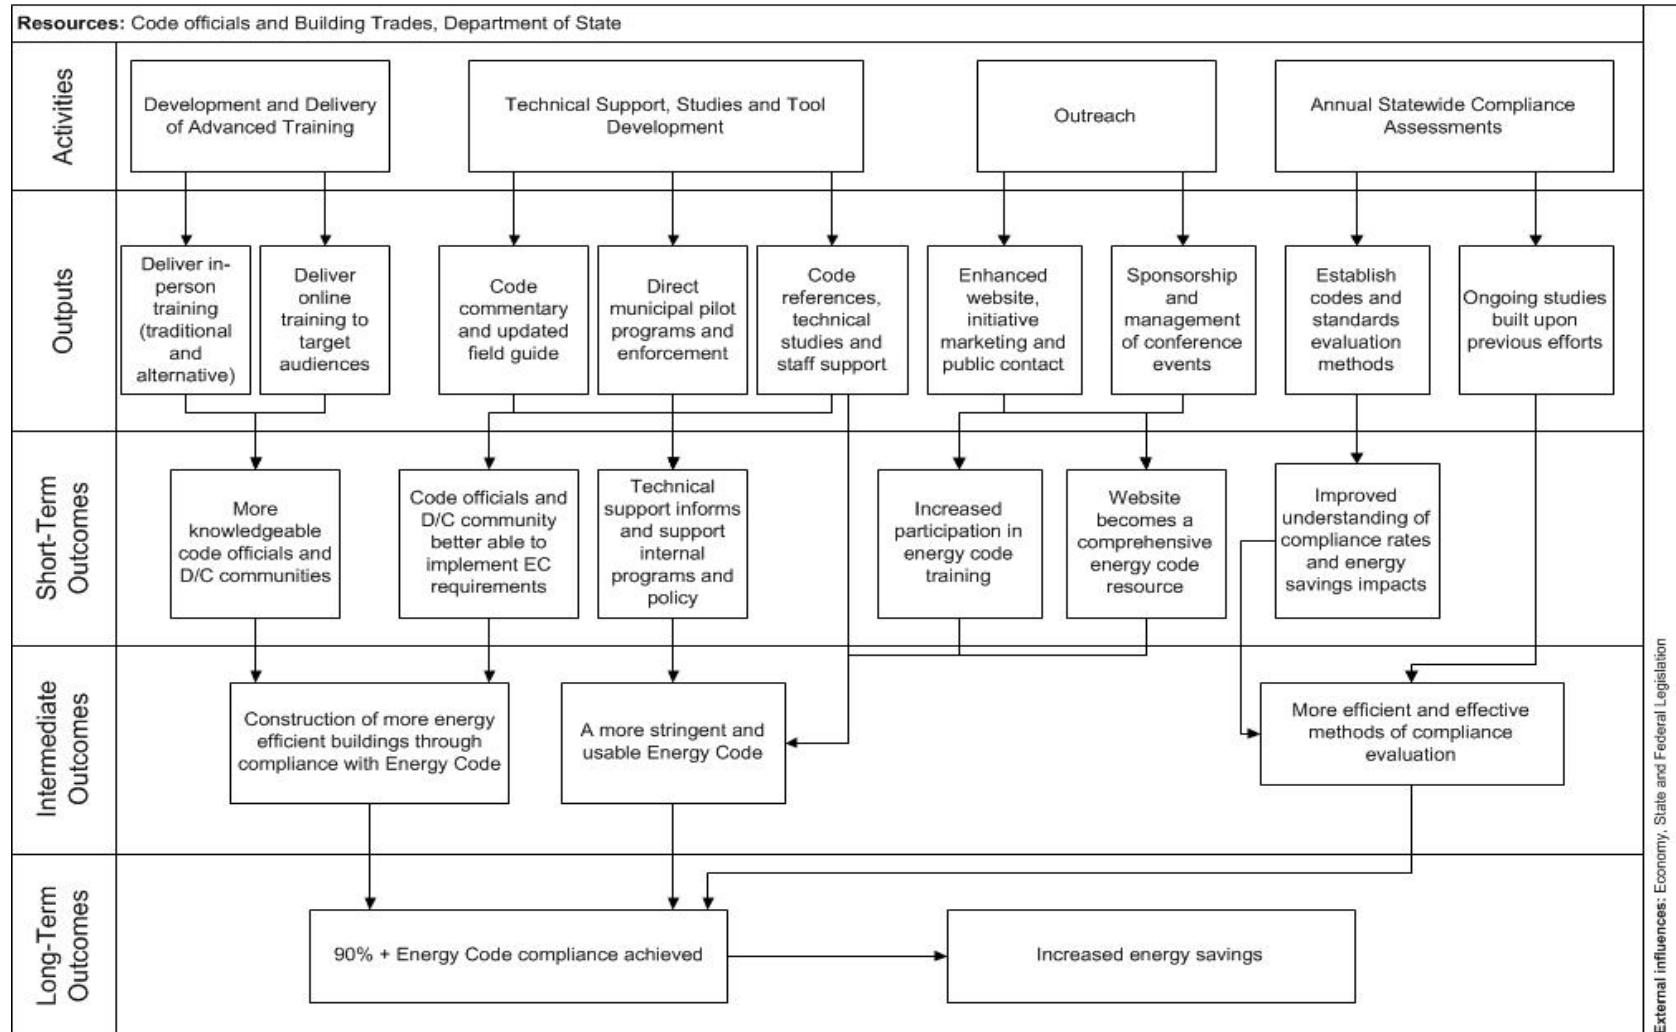 Resources: Code officials and Building Trades, Department of State
Activities
Development and Delivery
of Advanced Training
Technical Support, Studies and Tool
Development
Outreach
Annual Statewide Compliance
Assessments
Outputs
Deliver in-
person
training
(traditional
and
alternative)
Deliver
online
training to
target
audiences
Code
commentary
and updated
field guide
Direct
municipal pilot
programs and
enforcement
Code
references,
technical
studies and
staff support
Enhanced
website,
initiative
marketing and
public contact
Sponsorship
and
management
of conference
events
Establish
codes and
standards
evaluation
methods
Ongoing studies
built upon
previous efforts
Short-Term
Outcomes
More
knowledgeable
code officials and
D/C communities
Code officials and
D/C community
better able to
implement EC
requirements
Technical
support informs
and support
internal
programs and
policy
Increased
participation in
energy code
training
Website
becomes a
comprehensive
energy code
resource
Improved
understanding of
compliance rates
and energy
savings impacts
Intermediate
Outcomes
Construction of more energy
efficient buildings through
compliance with Energy Code
A more stringent and
usable Energy Code
More efficient and effective
methods of compliance
evaluation
Long-Term
Outcomes
90% + Energy Code compliance achieved
Increased energy savings
External influences: Economy, State and Federal Legislation